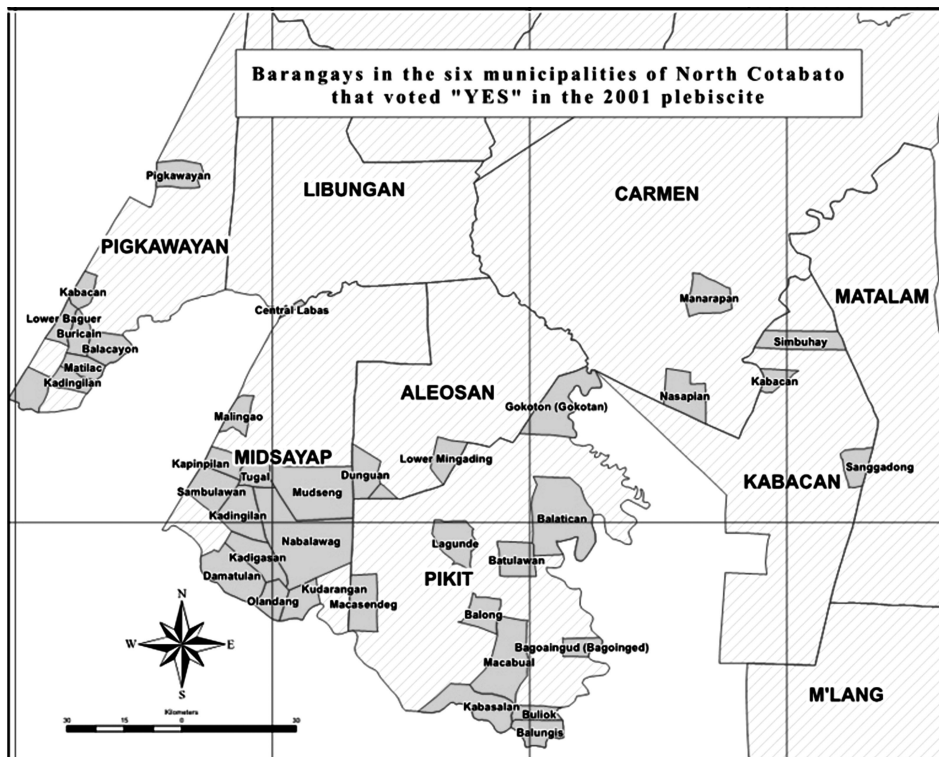 Barangays in the six municipalities of North Cotabato
that voted "YES" in the 2001 plebiscite
Pigkawayan
LIBUNGAN
CARMEN
PIGKAWAYAN
Kabacan
Manarapan
MATALAM
Central Labas
Lower Baguer
Buricain
Simbuhay
Balacayon
Matilac
Kadingilan
Kabacan
ALEOSAN
Nasapian
Gokoton (Gokotan)
Malingao
MIDSAYAP
Lower Mingading
Kapinpilan
Sanggadong
Tugal
Dunguan
KABACAN
Sambulawan
Mudseng
Kadingilan
Balatican
Nabalawag
Lagunde
Kadigasan
Batulawan
Damatulan
PIKIT
Kudarangan
Olandang
Macasendeg
N
Balong
W
E
Bagoaingud (Bagoinged)
Macabual
S
M'LANG
Kabasalan
Kilometers
Buliok
30
15
0
30
Balungis